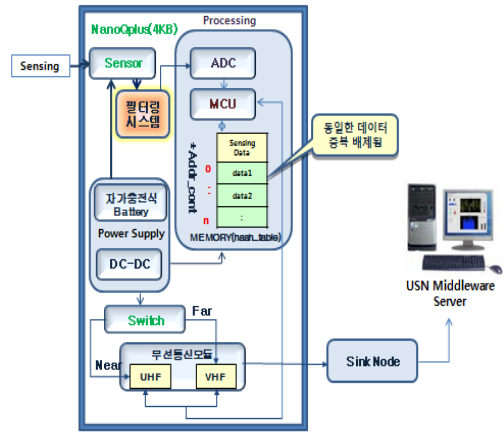 Processing
NanoQplus(4KB)
Sensing
Sensor
ADC
필터링
시스템
MCU
동일한 데이터
중복 배제됨
Sensing
Data
*Addr_cont
0
:
n
data1
data2
:
MEMORY(hash_table)
자가충전식
Battery
Power Supply
DC-DC
USN Middleware
Server
Switch
Far
Near
무선통신모듈
UHF
VHF
Sink Node